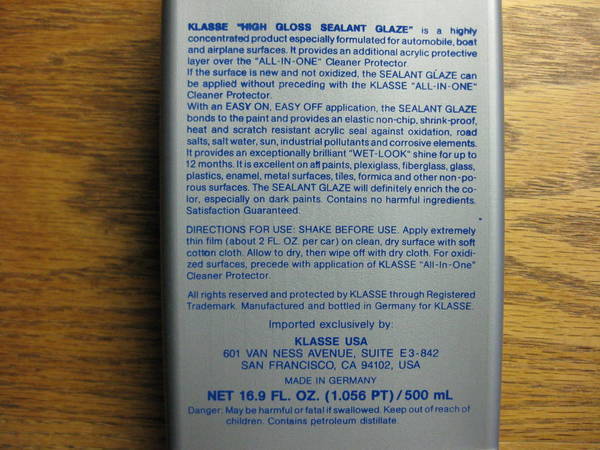 KLASSE "HIGH GLOSS SEALANT GLAZE" is a highly
concentrated product especially formulated for automobile, boat
and airplane surfaces. It provides an additional acrylic protective
layer over the "ALL-IN-ONE" Cleaner Protector.
If the surface is new and not oxidized, the SEALANT GLAZE can
be applied without preceding with the KLASSE "ALL-IN-ONE"
Cleaner Protector.
With an EASY ON, EASY OFF application, the SEALANT GLAZE
bonds to the paint and provides an elastic non-chip, shrink-proof,
heat and scratch resistant acrylic seal against oxidation, road
salts, salt water, sun, industrial pollutants and corrosive elements.
It provides an exceptionally brilliant "WET-LOOK" shine for up to
12 months. It is excellent on all paints, plexiglass, fiberglass, glass,
plastics, enamel, metal surfaces, tiles, formica and other non-po-
rous surfaces. The SEALANT GLAZE will definitely enrich the co-
lor, especially on dark paints. Contains no harmful ingredients.
Satisfaction Guaranteed.
DIRECTIONS FOR USE: SHAKE BEFORE USE. Apply extremely
thin film (about 2 FL. OZ. per car) on clean, dry surface with soft
cotton cloth. Allow to dry, then wipe off with dry cloth. For oxidi-
zed surfaces, precede with application of KLASSE "All-In-One"
Cleaner Protector.
All rights reserved and protected by KLASSE through Registered
Trademark. Manufactured and bottled in Germany for KLASSE.
Imported exclusively by:
KLASSE USA
601 VAN NESS AVENUE, SUITE E3-842
SAN FRANCISCO, CA 94102, USA
MADE IN GERMANY
NET 16.9 FL. OZ. (1.056 PT) / 500 mL
Danger: May be harmful or fatal if swallowed. Keep out of reach of
children. Contains petroleum distillate.